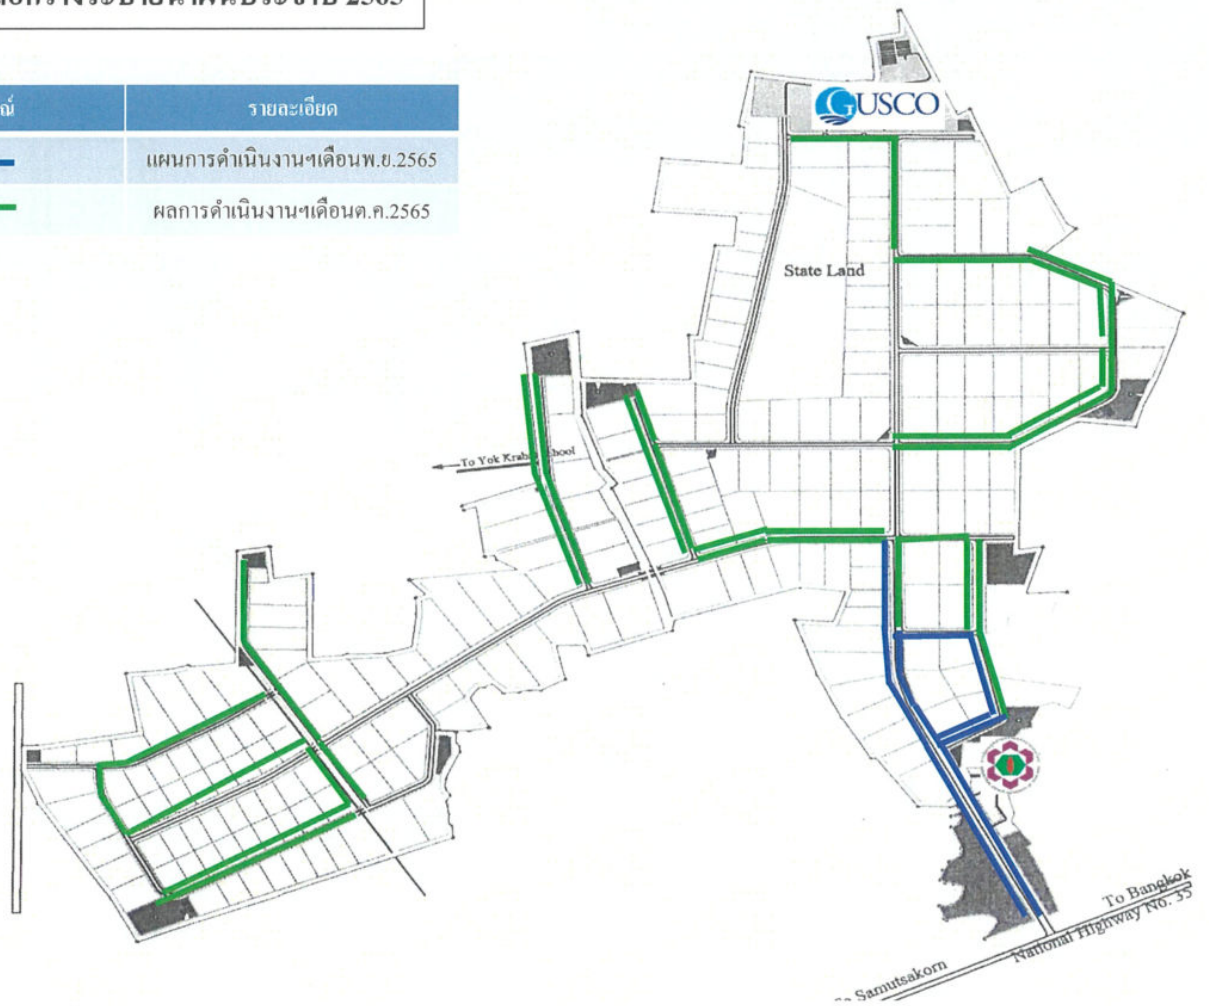 2565
รายละเอียด
แผนการดำเนินงานฯเดือนพ.ย.2565
ผลการดำเนินงานฯเดือนต.ค.2565
GUSCO
State Land
To Yok
To Bangkok
National Highway No. 35
Samutsakorn